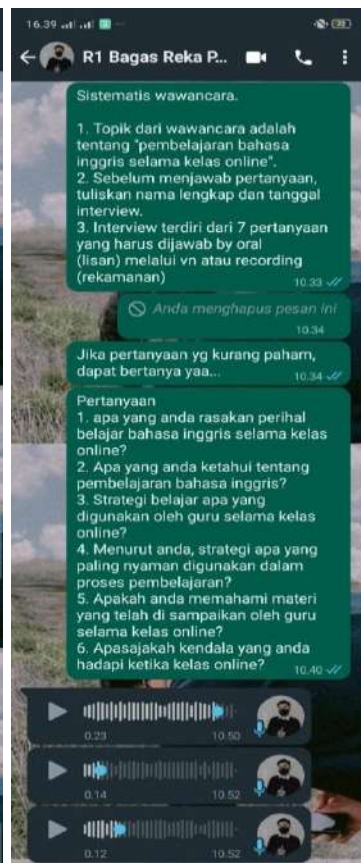 16.39
R1 Bagas Reka P...
Sistematis wawancara.
1. Topik dari wawancara adalah
tentang "pembelajaran bahasa
inggris selama kelas online".
2. Sebelum menjawab pertanyaan,
tuliskan nama lengkap dan tanggal
interview.
3. Interview terdiri dari 7 pertanyaan
yang harus dijawab by oral
(lisan) melalui vn atau recording
(rekamanan)
10.33
Anda menghapus pesan ini
10.34
Jika pertanyaan yg kurang paham,
dapat bertanya yaa...
10.34
Pertanyaan
1. apa yang anda rasakan perihal
belajar bahasa inggris selama kelas
online?
2. Apa yang anda ketahui tentang
pembelajaran bahasa inggris?
3. Strategi belajar apa yang
digunakan oleh guru selama kelas
online?
4. Menurut anda, strategi apa yang
paling nyaman digunakan dalam
proses pembelajaran?
5. Apakah anda memahami materi
yang telah di sampaikan oleh guru
selama kelas online?
6. Apasajakah kendala yang anda
hadapi ketika kelas online?
10.40
0.23 10.50
0.14 10.52
0.12 10.52